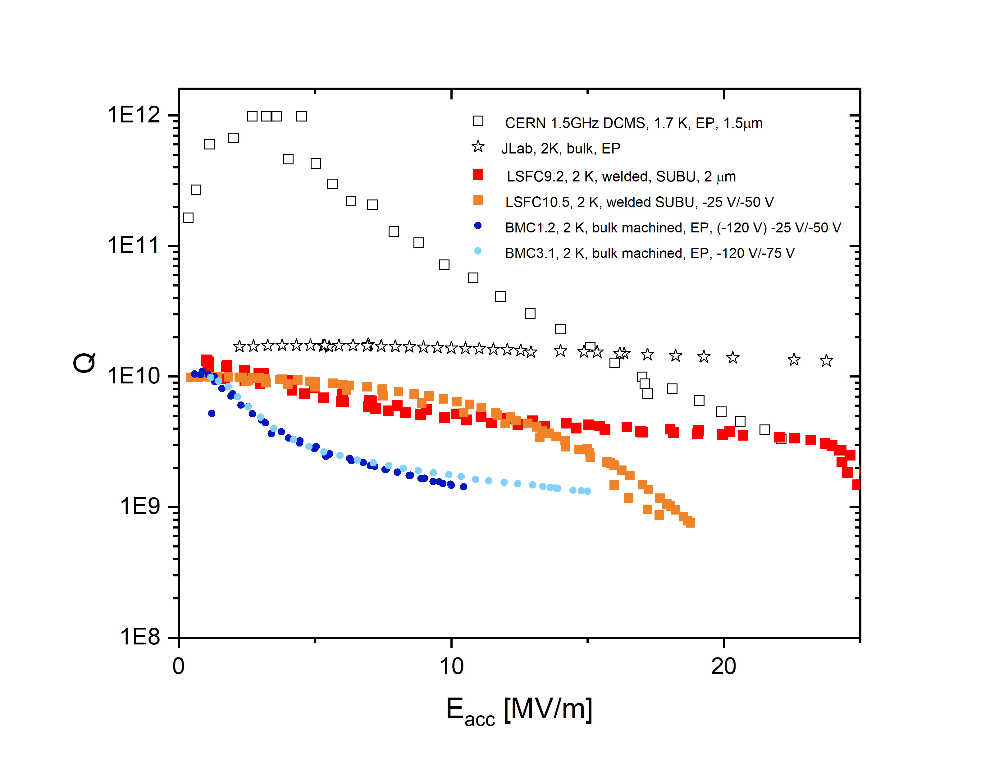 1E12
1E11
1E10
1E9
1E8
Q
0
10
20
E_acc [MV/m]
CERN 1.5GHz DCMS, 1.7 K, EP, 1.5μm
JLab, 2K, bulk, EP
LSFC9.2, 2 K, welded, SUBU, 2 μm
LSFC10.5, 2 K, welded SUBU, -25 V/-50 V
BMC1.2, 2 K, bulk machined, EP, (-120 V) -25 V/-50 V
BMC3.1, 2 K, bulk machined, EP, -120 V/-75 V